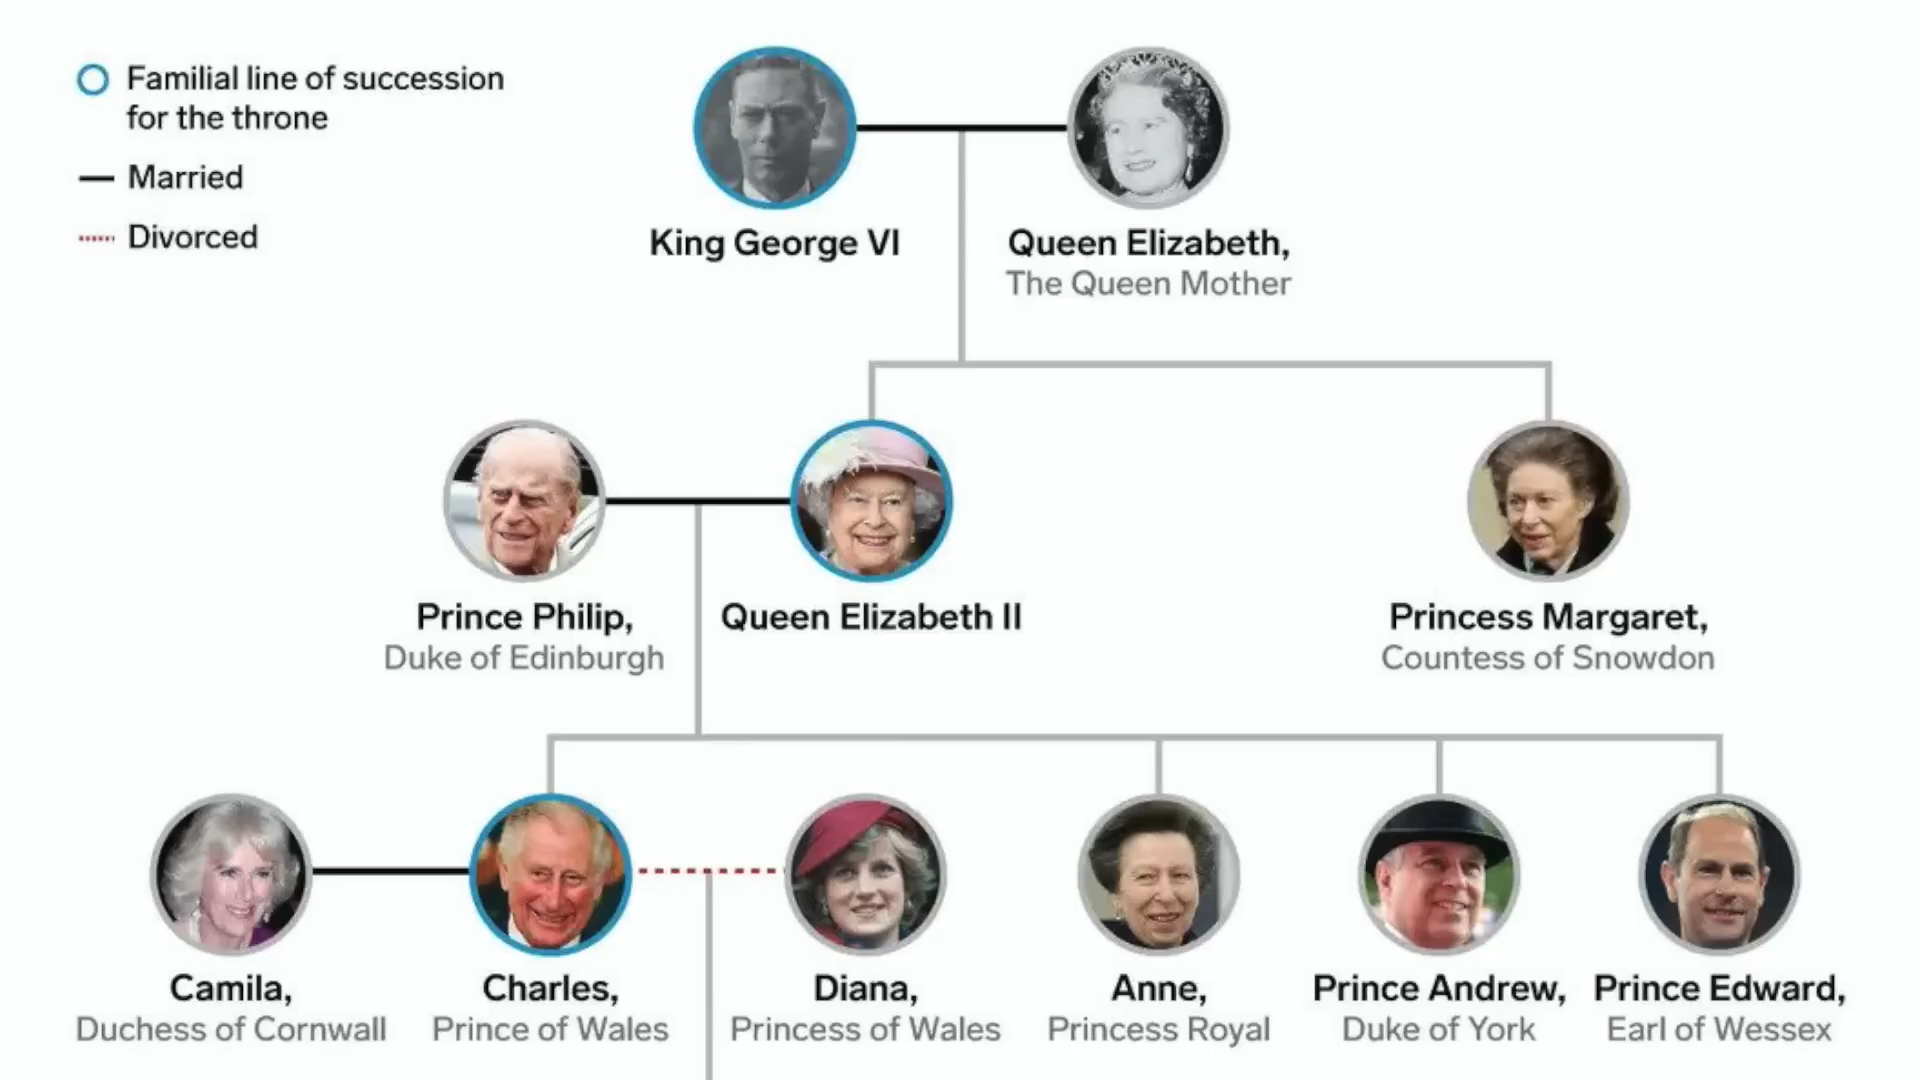 Familial line of succession
for the throne
Married
Divorced
King George VI
Queen Elizabeth,
The Queen Mother
Prince Philip,
Duke of Edinburgh
Queen Elizabeth II
Princess Margaret,
Countess of Snowdon
Camila,
Duchess of Cornwall
Charles,
Prince of Wales
Diana,
Princess of Wales
Anne,
Princess Royal
Prince Andrew,
Duke of York
Prince Edward,
Earl of Wessex